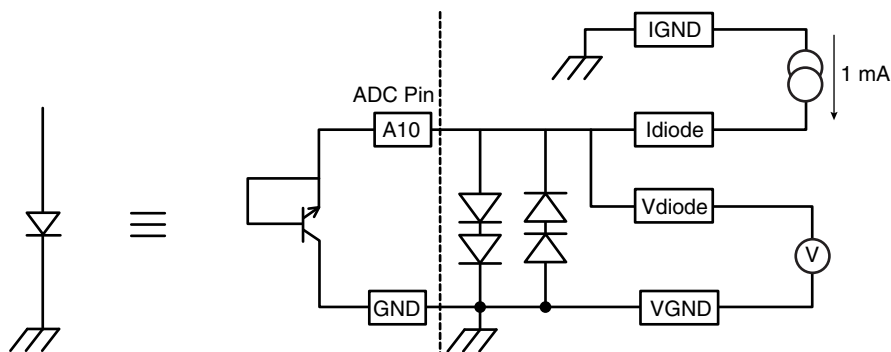 IGND
1 mA
ADC Pin
A10
Idiode
Vdiode
V
GND
VGND